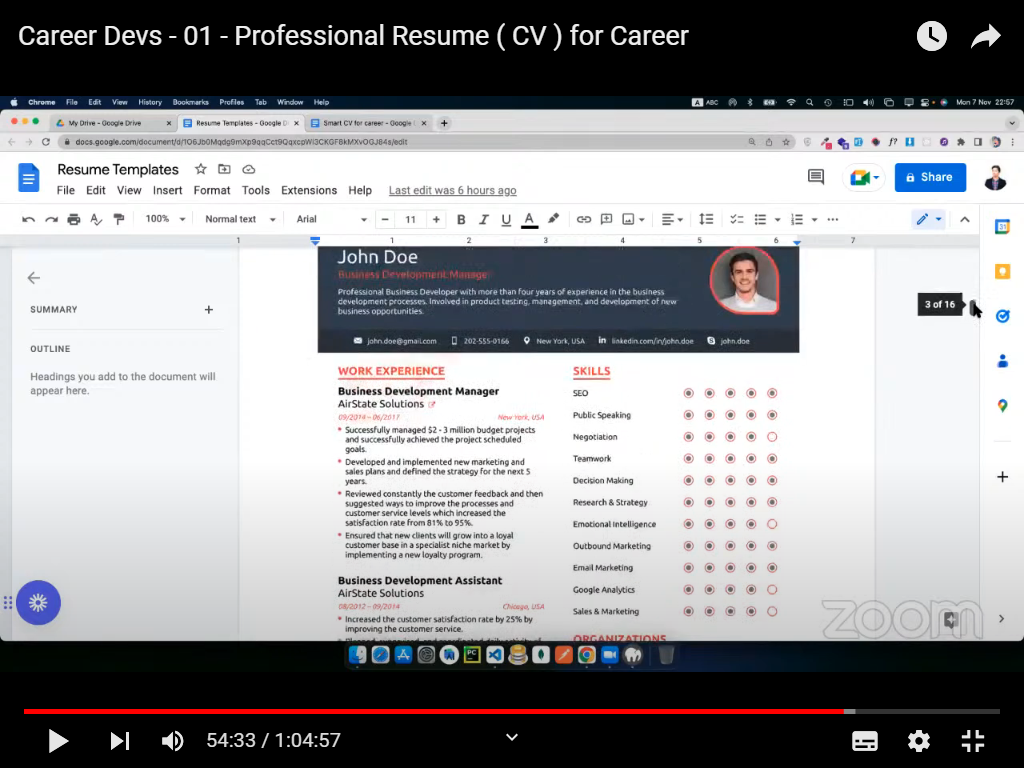 Career Devs - 01 - Professional Resume ( CV ) for Career
Chrome File Edit View History Bookmarks Profiles Tab Window Help
A ABC
Mon 7 Nov 22:57
My Drive - Google Drive
Resume Templates - Google D
Smart CV for career - Google D
Resume Templates
File Edit View Insert Format Tools Extensions Help
Last edit was 6 hours ago
Share
100% Normal text Arial 11 B I U A
1 1 2 3 4 5 6 7
SUMMARY
OUTLINE
Headings you add to the document will
appear here.
3 of 16
John Doe
Business Development Manager
Professional Business Developer with more than four years of experience in the business
development processes. Involved in product testing, management, and development of new
business opportunities.
john.doe@gmail.com 202-555-0166 New York, USA linkedin.com/in/john.doe john.doe
WORK EXPERIENCE
Business Development Manager
AirState Solutions
09/2014 – 06/2017 New York, USA
Successfully managed $2 - 3 million budget projects
and successfully achieved the project scheduled
goals.
Developed and implemented new marketing and
sales plans and defined the strategy for the next 5
years.
Reviewed constantly the customer feedback and then
suggested ways to improve the processes and
customer service levels which increased the
satisfaction rate from 81% to 95%.
Ensured that new clients will grow into a loyal
customer base in a specialist niche market by
implementing a new loyalty program.
Business Development Assistant
AirState Solutions
08/2012 – 09/2014 Chicago, USA
Increased the customer satisfaction rate by 25% by
improving the customer service.
SKILLS
SEO
Public Speaking
Negotiation
Teamwork
Decision Making
Research & Strategy
Emotional Intelligence
Outbound Marketing
Email Marketing
Google Analytics
Sales & Marketing
ORGANIZATIONS
zoom
54:33 / 1:04:57